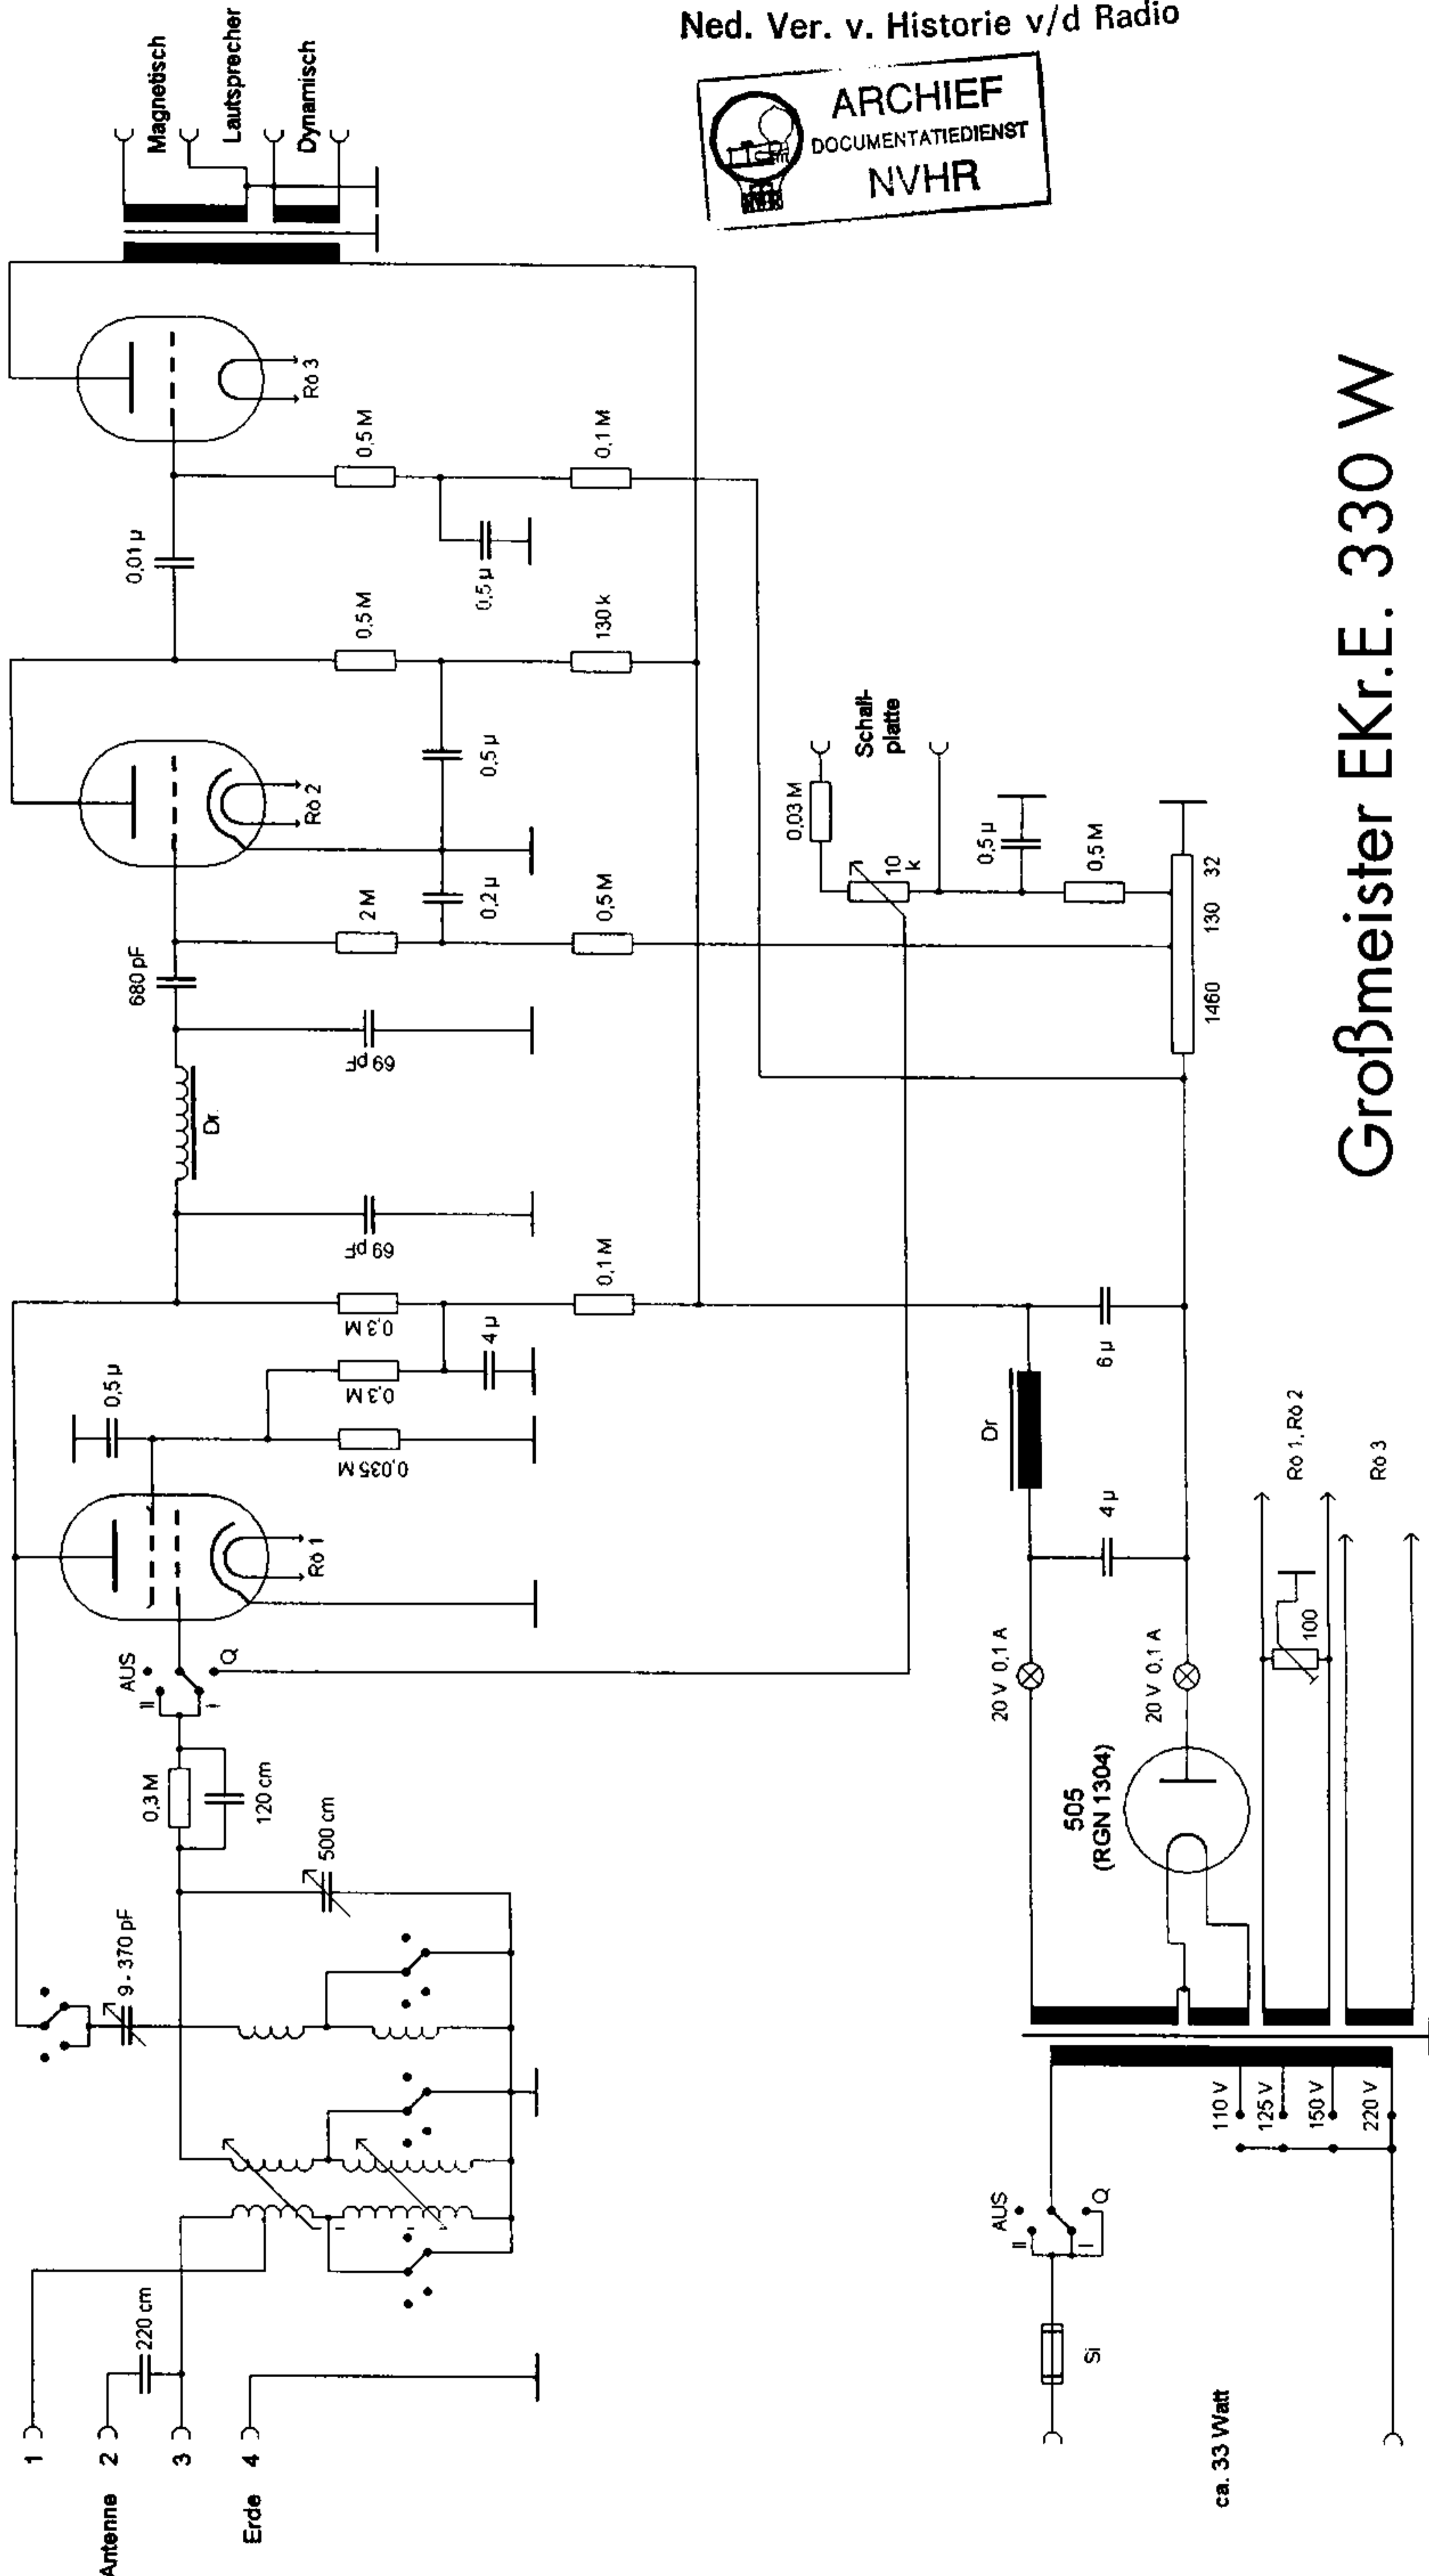 Ned. Ver. v. Historie v/d Radio
ARCHIEF
DOCUMENTATIEDIENST
NVHR
Magnetisch
Lautsprecher
Dynamisch
Rö 3
0,5 M
0,1 M
0,01 µ
0,5 µ
0,5 M
130 k
Rö 2
0,5 µ
0,2 µ
2 M
0,5 M
680 pF
69 pF
Dr.
69 pF
0,1 M
0,3 M
4 µ
0,3 M
0,5 µ
0,035 M
Rö 1
AUS
II
I
Q
0,3 M
120 cm
500 cm
9 - 370 pF
220 cm
1
2
3
4
Antenne
Erde
Schall-
platte
0,03 M
10
k
0,5 µ
0,5 M
1460
130
32
6 µ
Dr
4 µ
20 V 0,1 A
20 V 0,1 A
505
(RGN 1304)
Rö 1, Rö 2
Rö 3
100
110 V
125 V
150 V
220 V
AUS
II
I
Q
Si
ca. 33 Watt
Großmeister EKr.E. 330 W